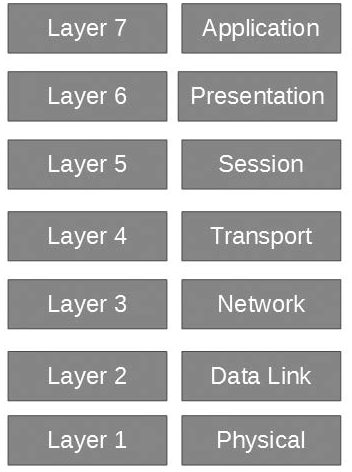 Layer 7 Application
Layer 6 Presentation
Layer 5 Session
Layer 4 Transport
Layer 3 Network
Layer 2 Data Link
Layer 1 Physical